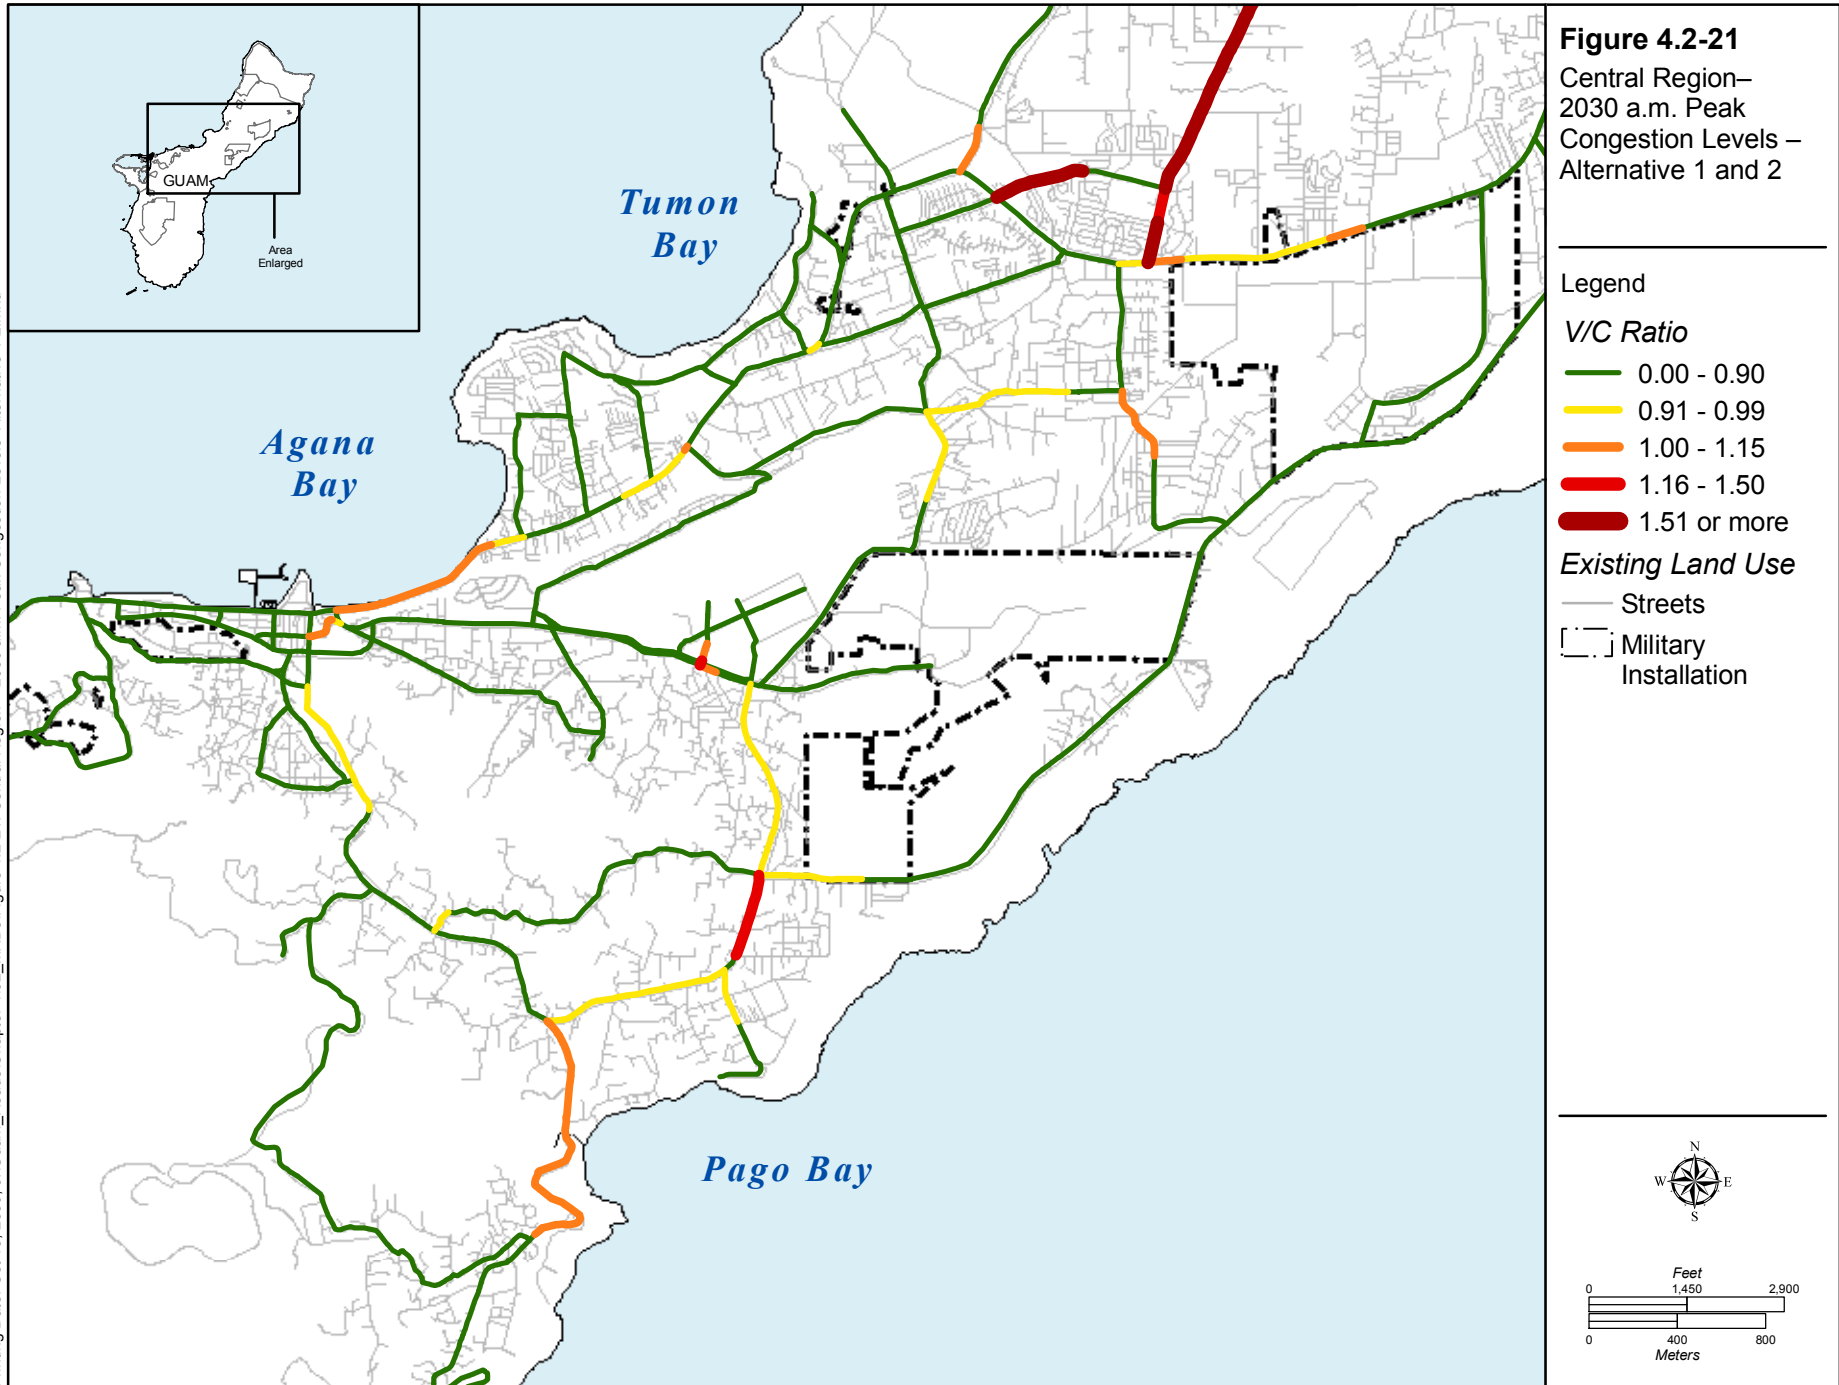 GUAM
Area
Enlarged
Tumon
Bay
Agana
Bay
Pago Bay
Figure 4.2-21
Central Region–
2030 a.m. Peak
Congestion Levels –
Alternative 1 and 2
Legend
V/C Ratio
0.00 - 0.90
0.91 - 0.99
1.00 - 1.15
1.16 - 1.50
1.51 or more
Existing Land Use
Streets
Military
Installation
N
W E
S
Feet
0 1,450 2,900
0 400 800
Meters